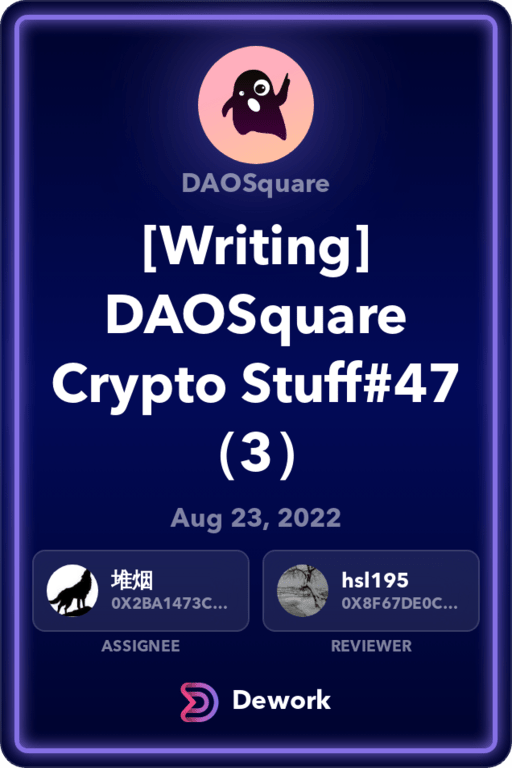 DAOSquare
[Writing]
DAOSquare
Crypto Stuff#47
（3）
Aug 23, 2022
堆烟
0X2BA1473C...
hsl195
0X8F67DE0C...
ASSIGNEE
REVIEWER
Dework